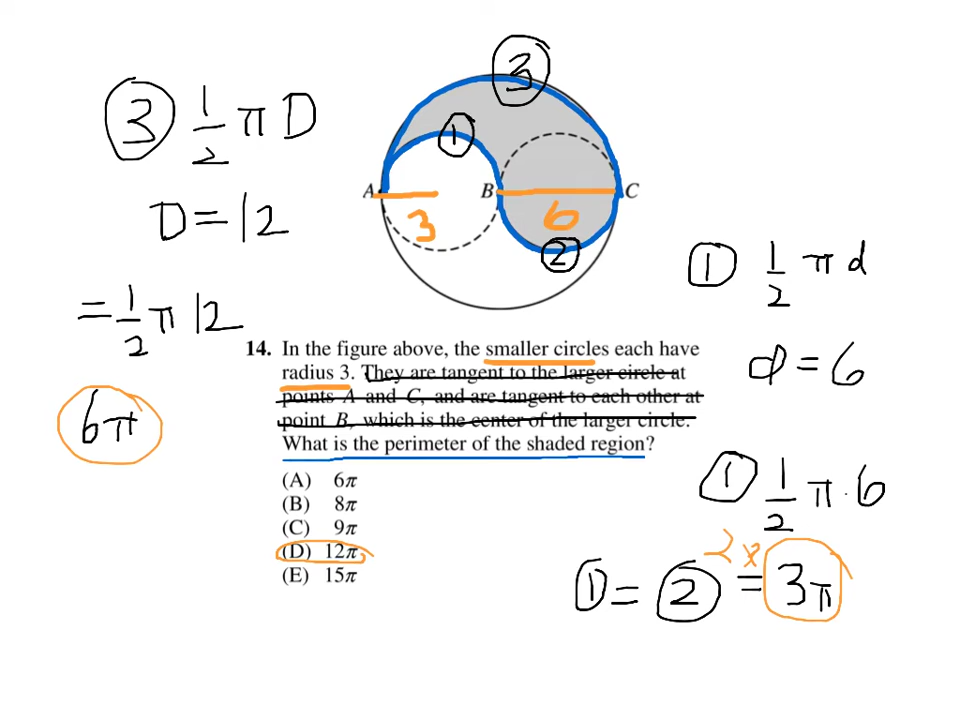 3
③ 1/2 π D
①
A
B
C
3
6
②
D = 12
① 1/2 π d
= 1/2 π 12
14. In the figure above, the smaller circles each have
radius 3. They are tangent to the larger circle at
points A and C, and are tangent to each other at
point B, which is the center of the larger circle.
What is the perimeter of the shaded region?
d = 6
6π
(A) 6π
(B) 8π
(C) 9π
(D) 12π
(E) 15π
① 1/2 π · 6
2x
① = ② = 3π